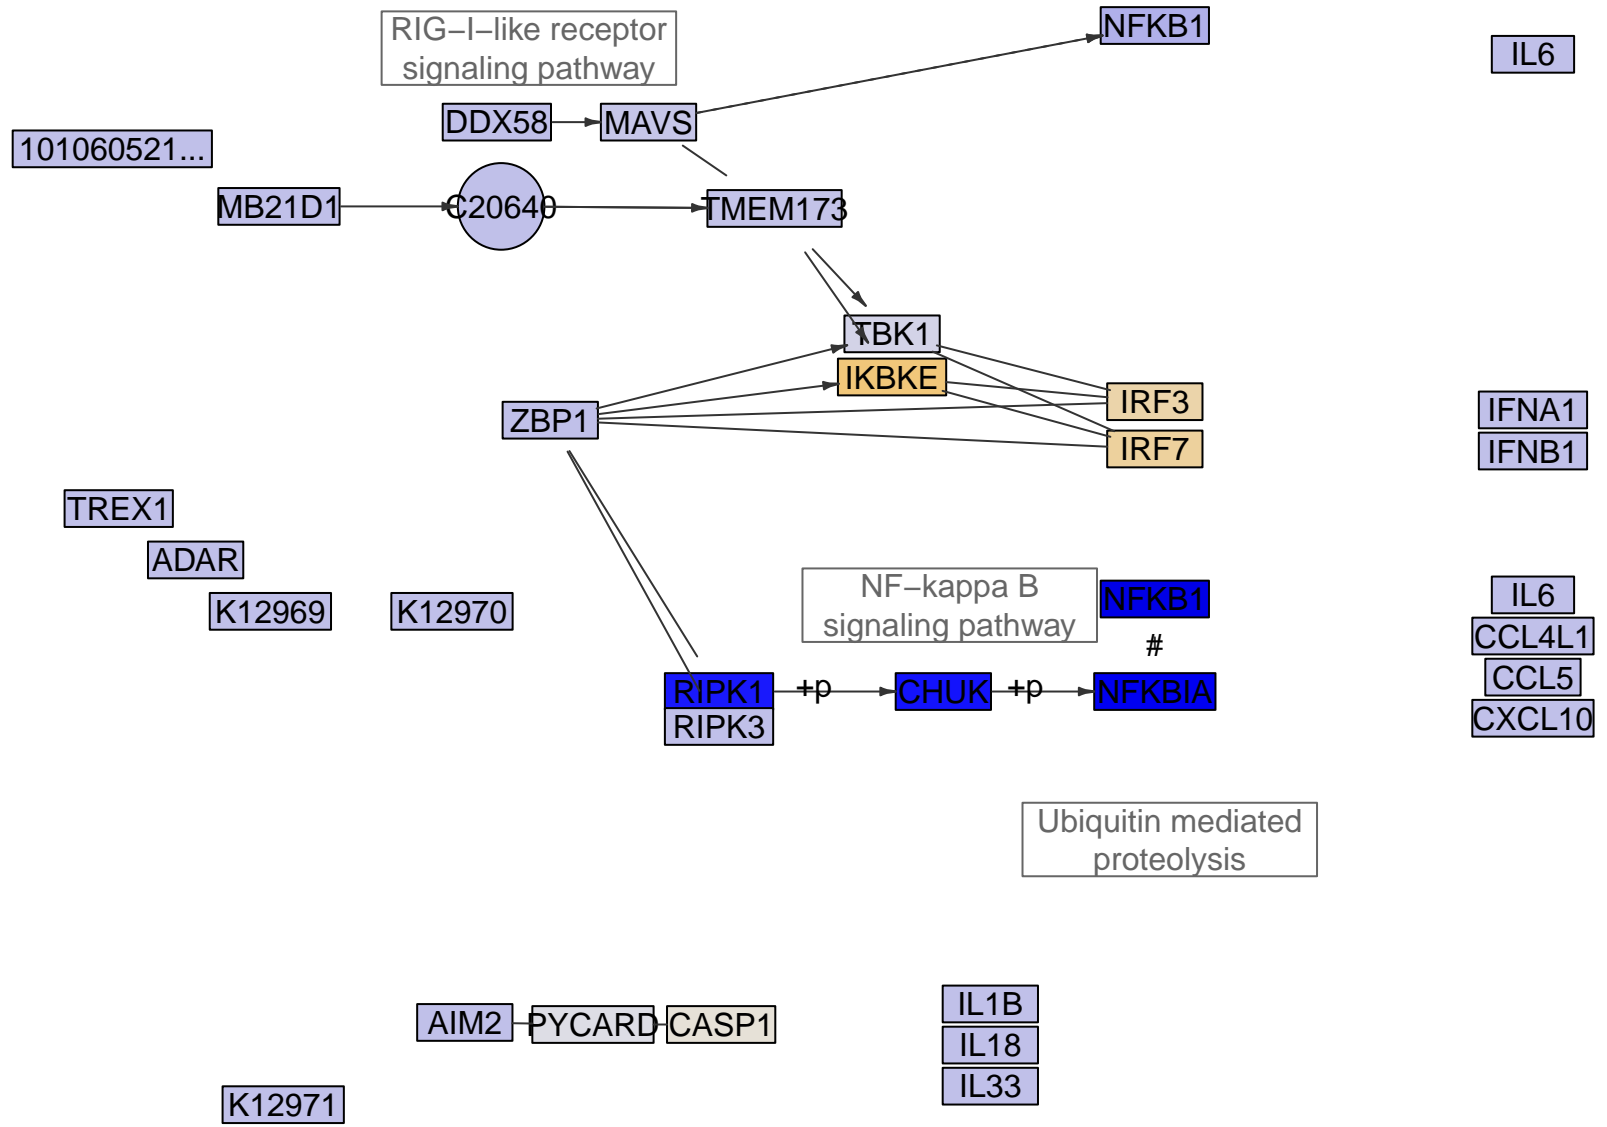 RIG−I−like receptor
signaling pathway
NFKB1
IL6
DDX58
MAVS
101060521...
MB21D1
C20640
TMEM173
TBK1
IKBKE
ZBP1
IRF3
IRF7
IFNA1
IFNB1
TREX1
ADAR
K12969
K12970
NF−kappa B
signaling pathway
NFKB1
#
IL6
CCL4L1
CCL5
CXCL10
RIPK1
+p
CHUK
+p
NFKBIA
RIPK3
Ubiquitin mediated
proteolysis
AIM2
PYCARD
CASP1
IL1B
IL18
IL33
K12971